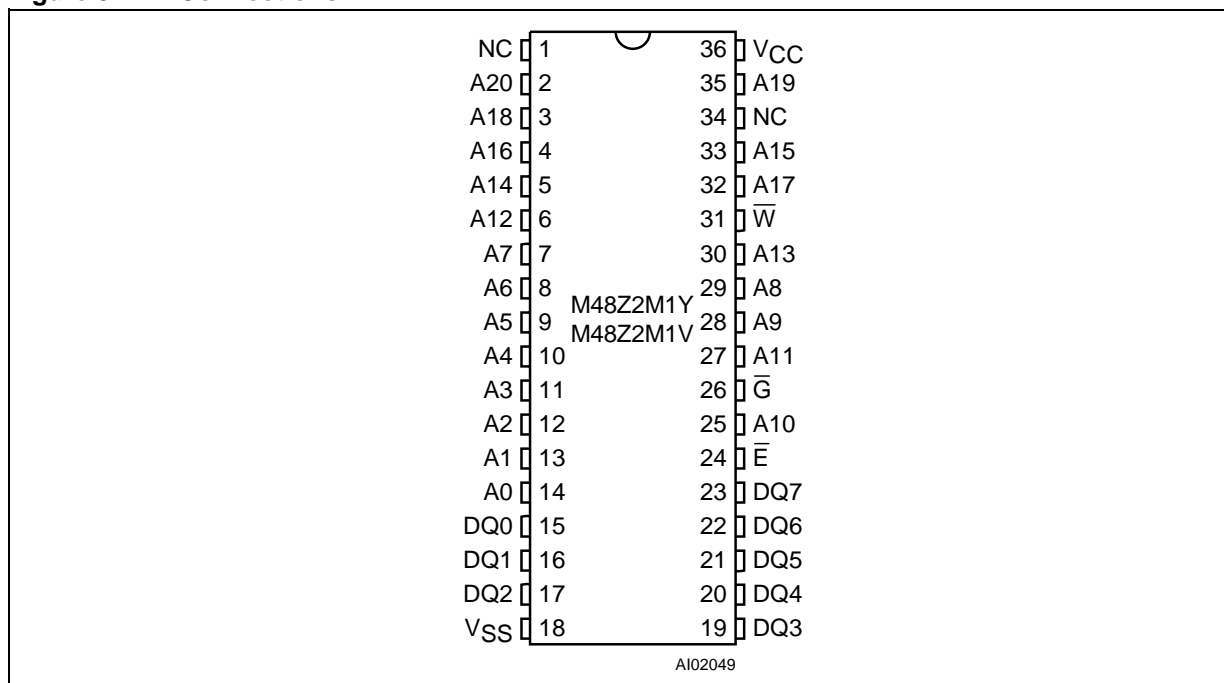 NC 1 36 VCC
A20 2 35 A19
A18 3 34 NC
A16 4 33 A15
A14 5 32 A17
A12 6 31 W̅
A7 7 30 A13
A6 8 29 A8
M48Z2M1Y
A5 9 28 A9
M48Z2M1V
A4 10 27 A11
A3 11 26 G̅
A2 12 25 A10
A1 13 24 E̅
A0 14 23 DQ7
DQ0 15 22 DQ6
DQ1 16 21 DQ5
DQ2 17 20 DQ4
VSS 18 19 DQ3
AI02049